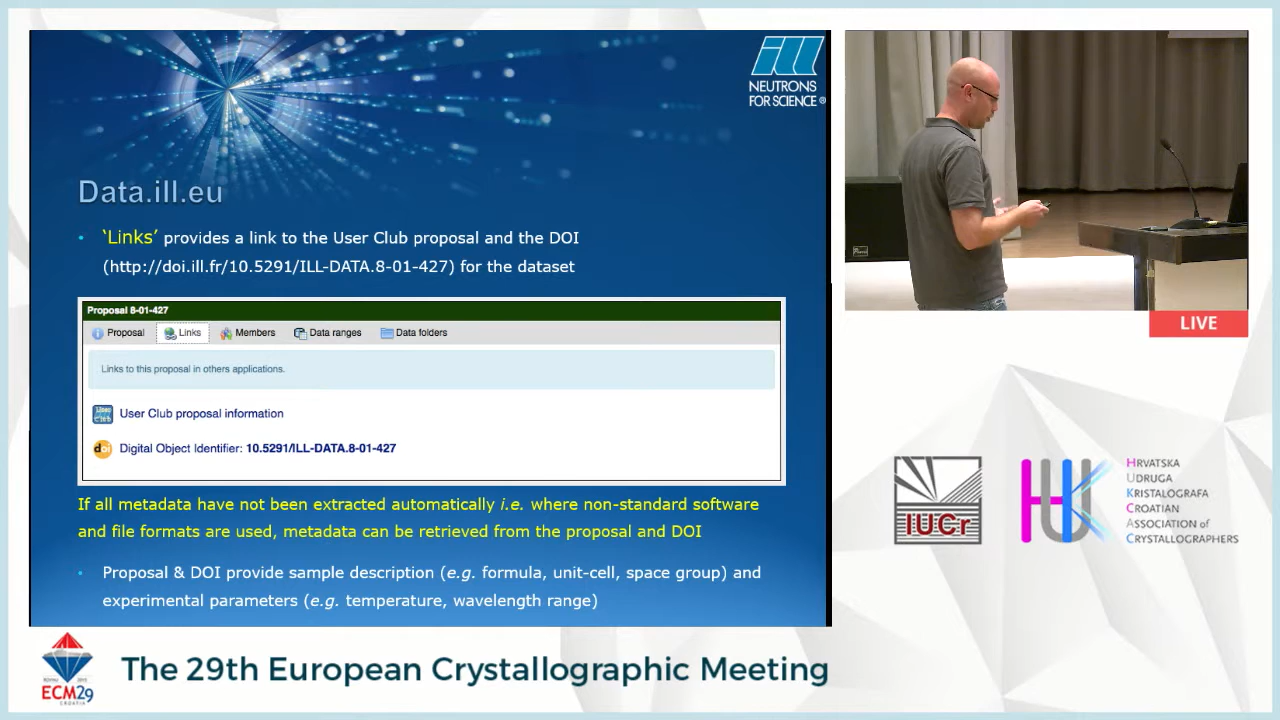 ill
NEUTRONS
FOR SCIENCE ®
Data.ill.eu
• ‘Links’ provides a link to the User Club proposal and the DOI
(http://doi.ill.fr/10.5291/ILL-DATA.8-01-427) for the dataset
Proposal 8-01-427
Proposal Links Members Data ranges Data folders
Links to this proposal in others applications.
User Club proposal information
doi Digital Object Identifier: 10.5291/ILL-DATA.8-01-427
If all metadata have not been extracted automatically i.e. where non-standard software
and file formats are used, metadata can be retrieved from the proposal and DOI
• Proposal & DOI provide sample description (e.g. formula, unit-cell, space group) and
experimental parameters (e.g. temperature, wavelength range)
LIVE
IUCr
HUK
HRVATSKA
UDRUGA
KRISTALOGRAFA
CROATIAN
ASSOCIATION of
CRYSTALLOGRAPHERS
ECM29
CROATIA
The 29th European Crystallographic Meeting